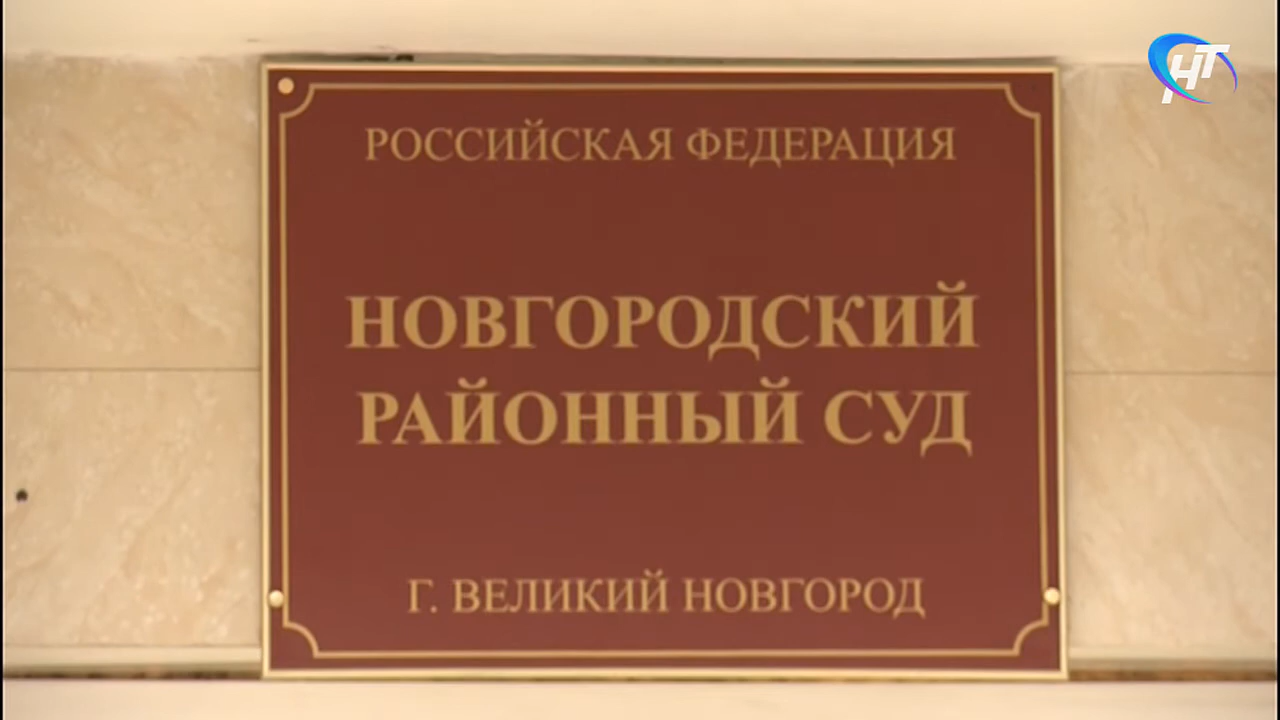 НТ
РОССИЙСКАЯ ФЕДЕРАЦИЯ
НОВГОРОДСКИЙ
РАЙОННЫЙ СУД
Г. ВЕЛИКИЙ НОВГОРОД